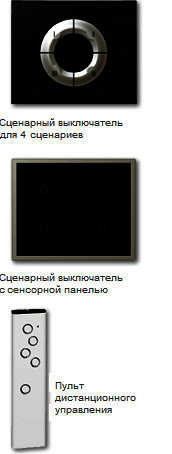 Сценарный выключатель
для 4 сценариев
Сценарный выключатель
с сенсорной панелью
Пульт
дистанционного
управления